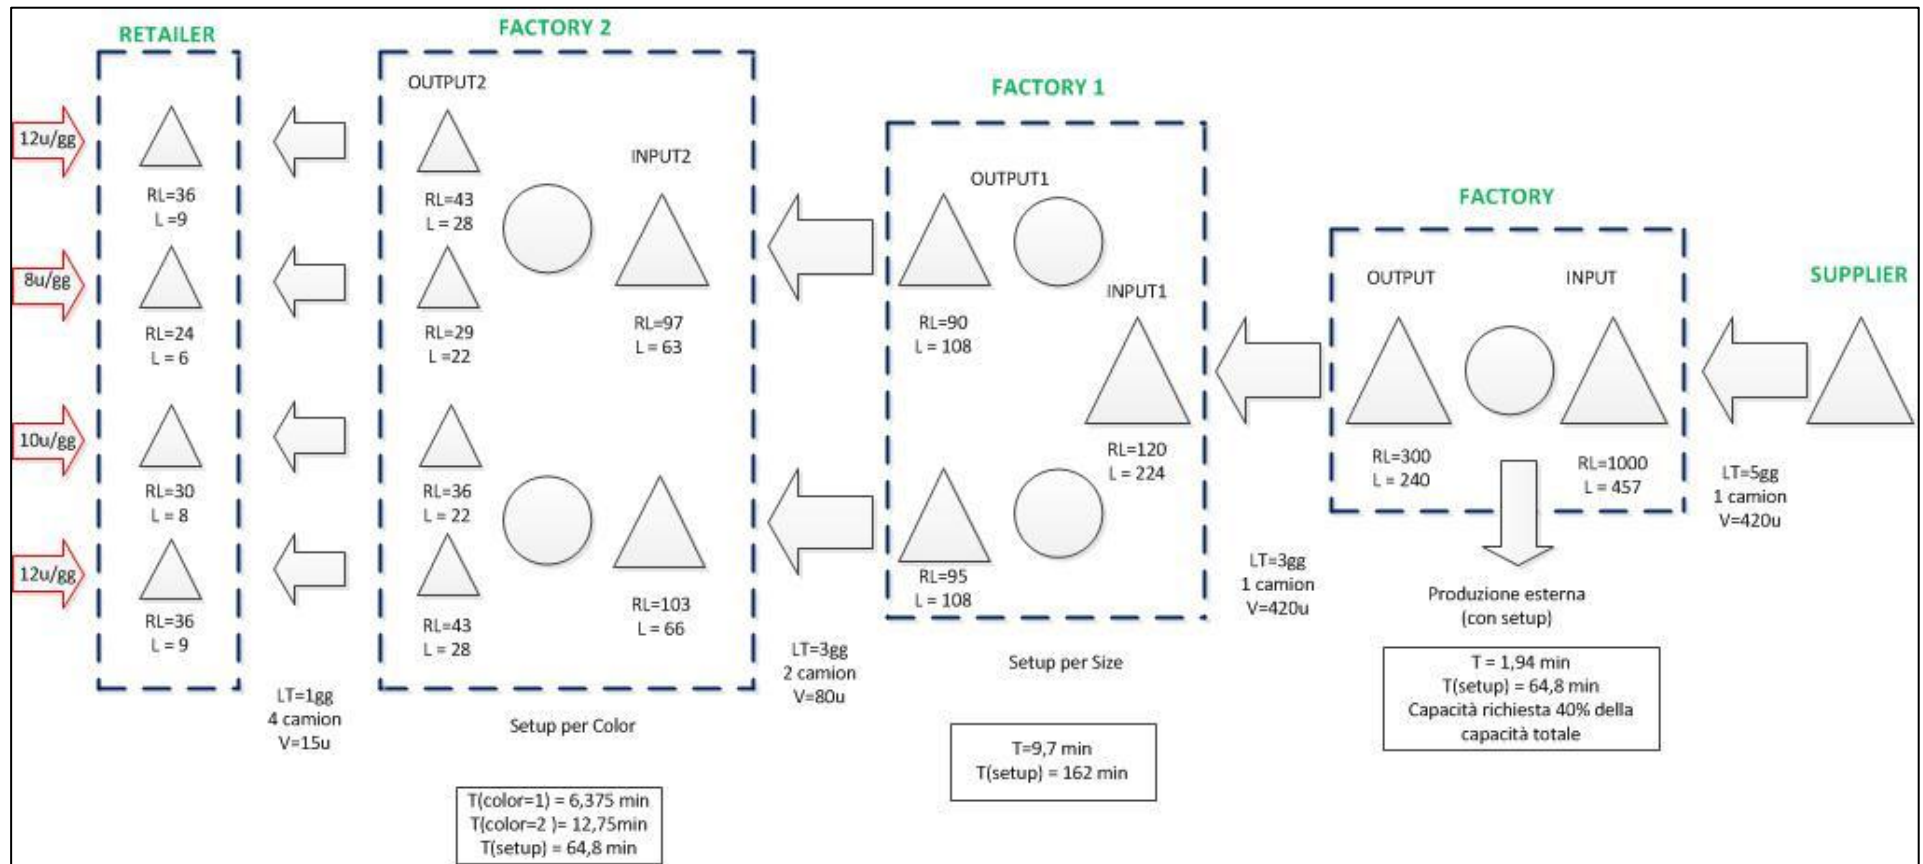 RETAILER
12u/gg
RL=36
L =9
8u/gg
RL=24
L = 6
10u/gg
RL=30
L = 8
12u/gg
RL=36
L = 9
LT=1gg
4 camion
V=15u
FACTORY 2
OUTPUT2
RL=43
L = 28
RL=29
L =22
RL=36
L = 22
RL=43
L = 28
INPUT2
RL=97
L = 63
RL=103
L = 66
Setup per Color
T(color=1) = 6,375 min
T(color=2 )= 12,75min
T(setup) = 64,8 min
LT=3gg
2 camion
V=80u
FACTORY 1
OUTPUT1
RL=90
L = 108
RL=95
L = 108
INPUT1
RL=120
L = 224
Setup per Size
T=9,7 min
T(setup) = 162 min
LT=3gg
1 camion
V=420u
FACTORY
OUTPUT
RL=300
L = 240
INPUT
RL=1000
L = 457
Produzione esterna
(con setup)
T = 1,94 min
T(setup) = 64,8 min
Capacità richiesta 40% della
capacità totale
SUPPLIER
LT=5gg
1 camion
V=420u